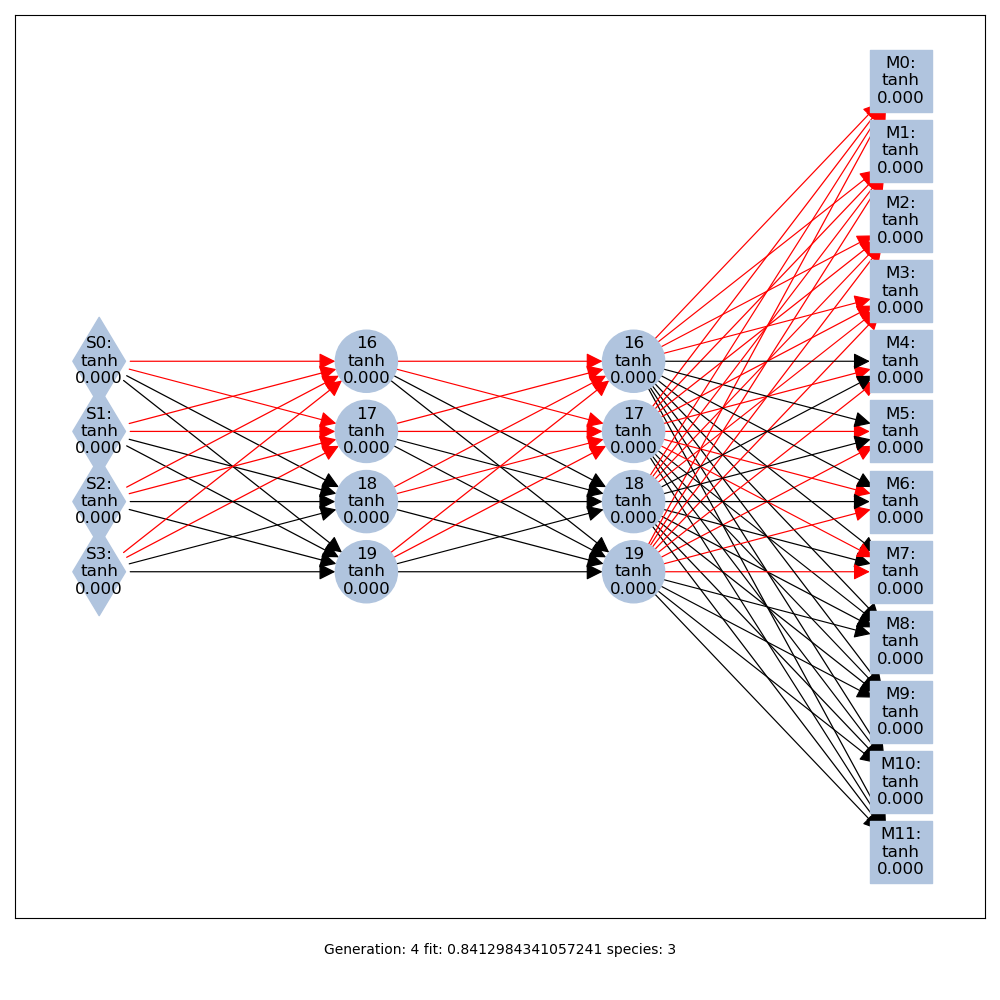 M0:
tanh
0.000
M1:
tanh
0.000
M2:
tanh
0.000
M3:
tanh
0.000
S0:
tanh
0.000
16
tanh
0.000
16
tanh
0.000
M4:
tanh
0.000
S1:
tanh
0.000
17
tanh
0.000
17
tanh
0.000
M5:
tanh
0.000
S2:
tanh
0.000
18
tanh
0.000
18
tanh
0.000
M6:
tanh
0.000
S3:
tanh
0.000
19
tanh
0.000
19
tanh
0.000
M7:
tanh
0.000
M8:
tanh
0.000
M9:
tanh
0.000
M10:
tanh
0.000
M11:
tanh
0.000
Generation: 4 fit: 0.8412984341057241 species: 3